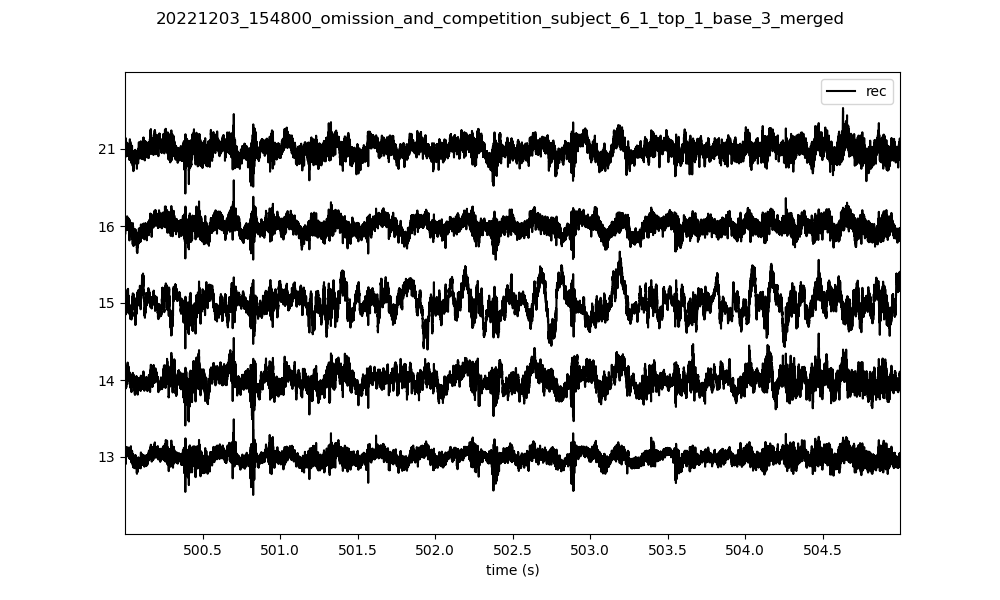 20221203_154800_omission_and_competition_subject_6_1_top_1_base_3_merged
rec
21
16
15
14
13
500.5 501.0 501.5 502.0 502.5 503.0 503.5 504.0 504.5
time (s)